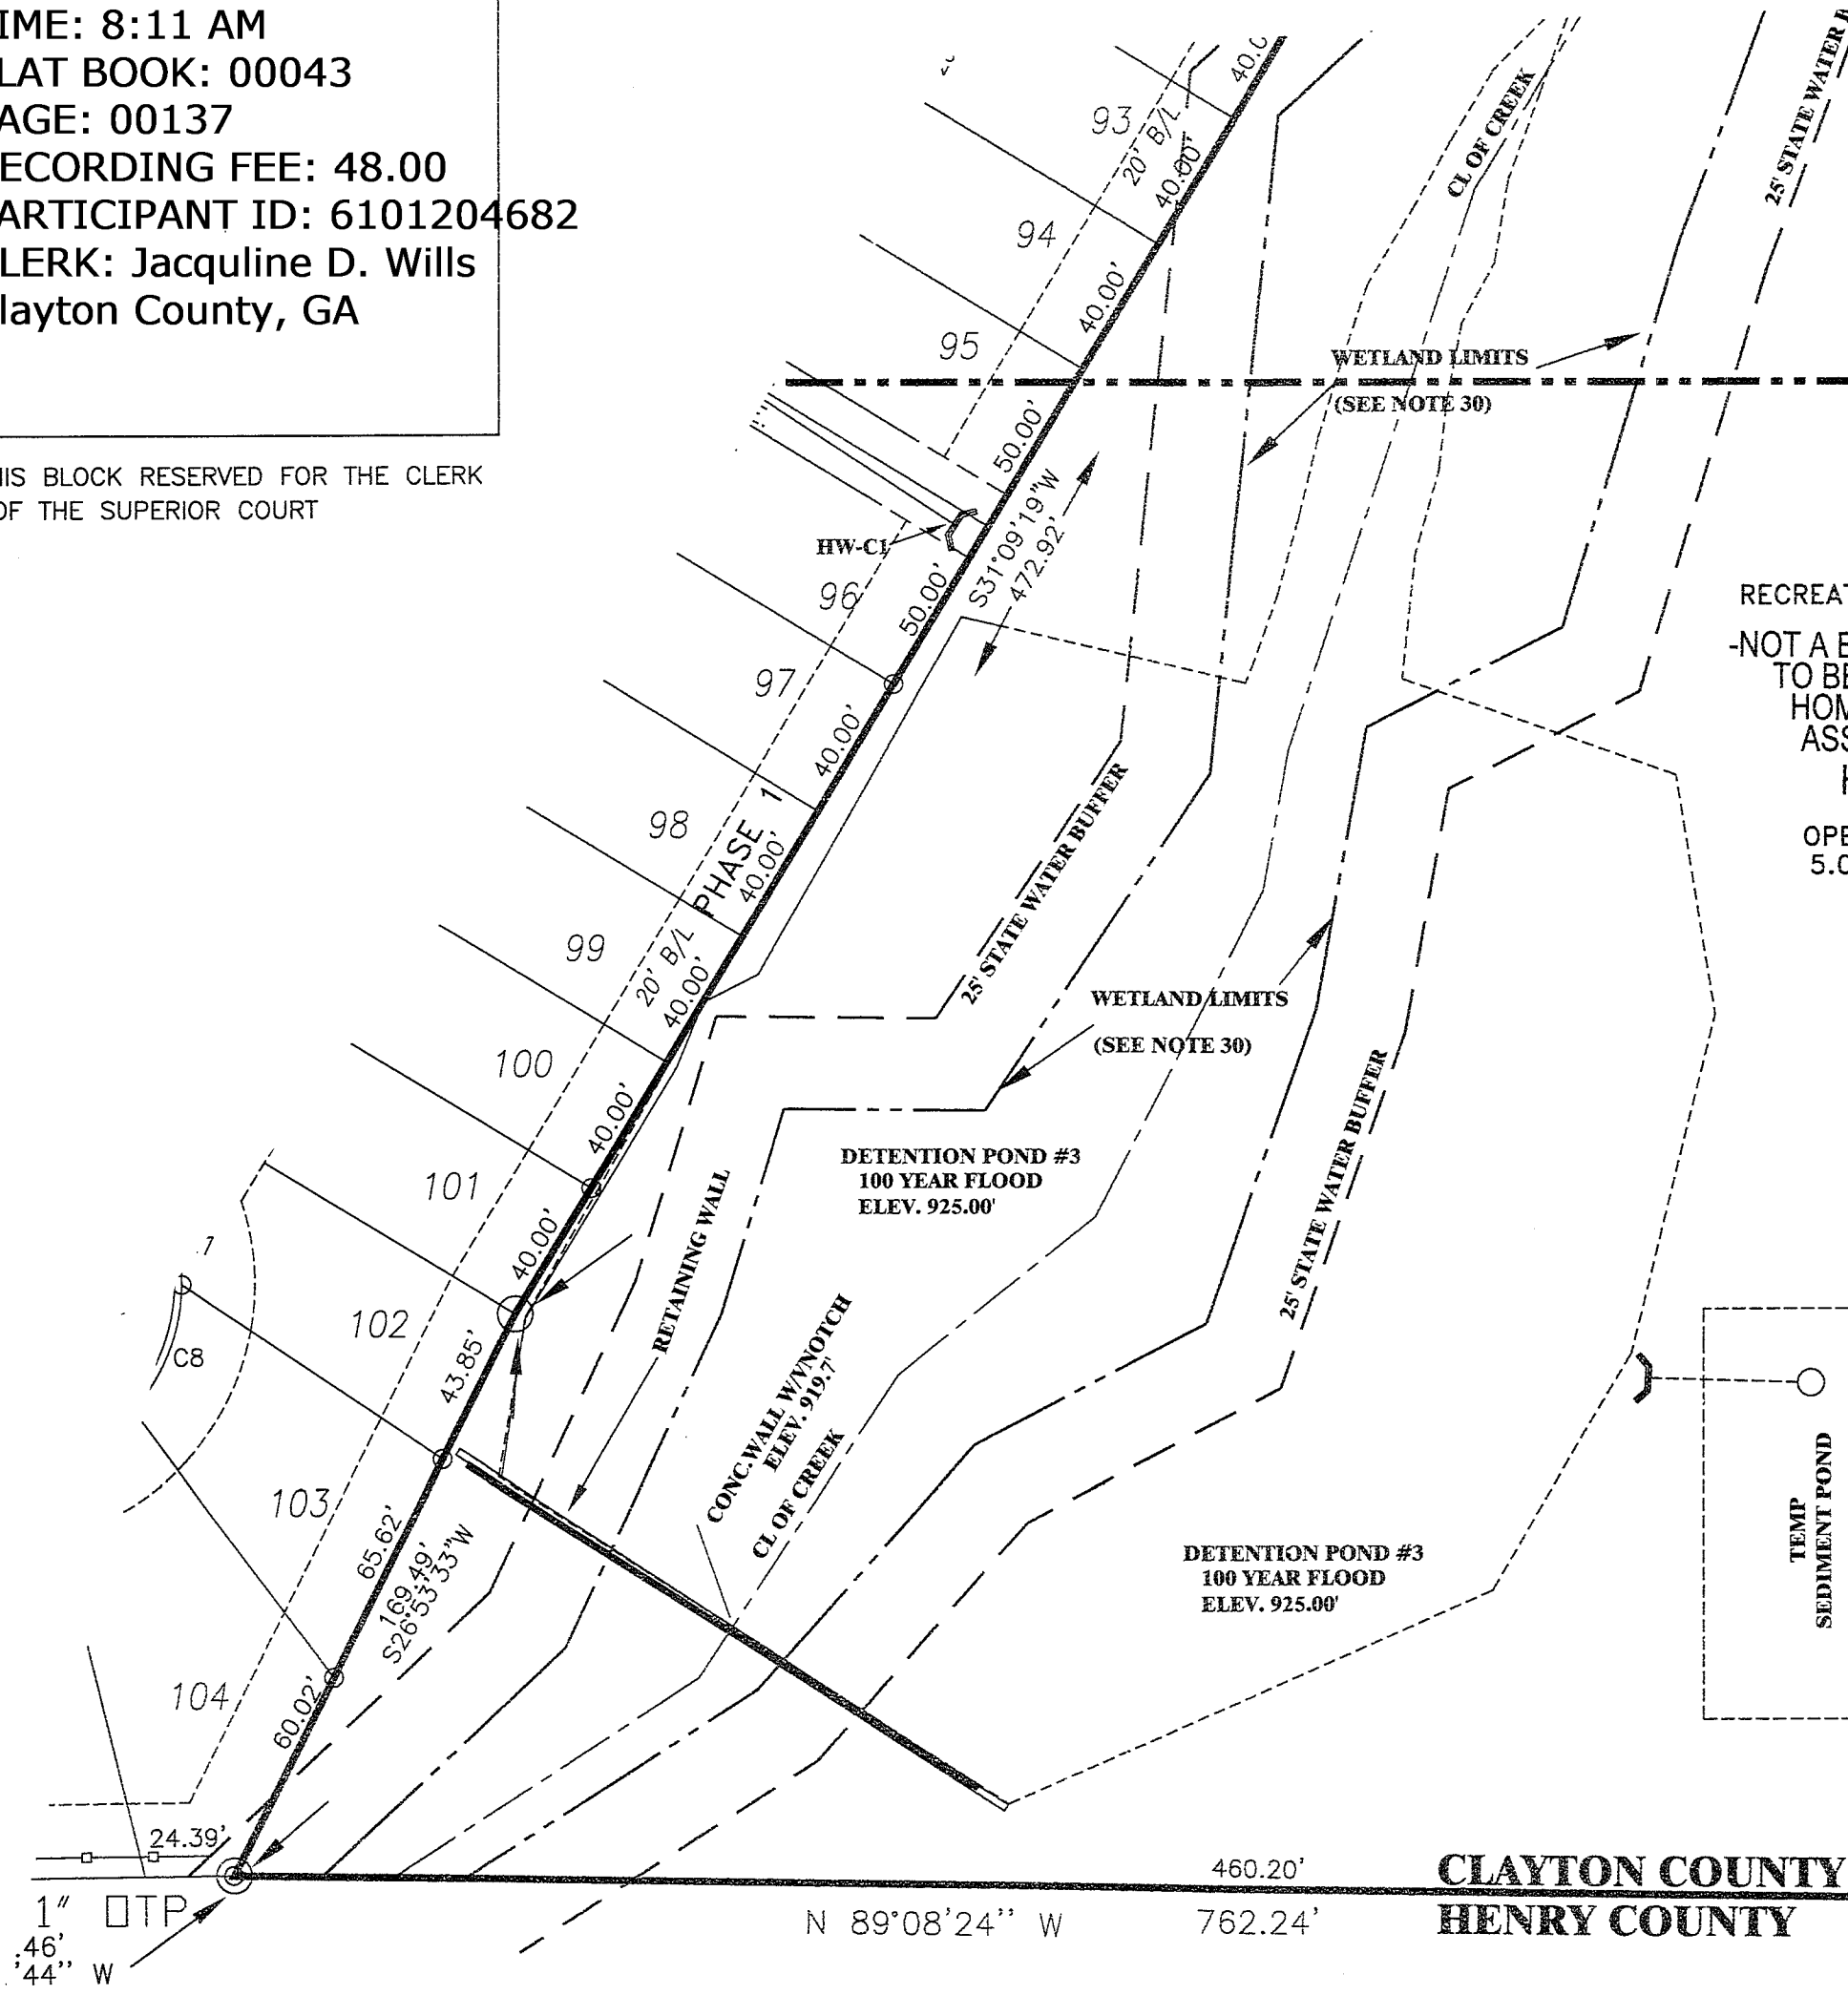 IME: 8:11 AM
LAT BOOK: 00043
AGE: 00137
ECORDING FEE: 48.00
ARTICIPANT ID: 6101204682
LERK: Jacquline D. Wills
layton County, GA
HIS BLOCK RESERVED FOR THE CLERK
OF THE SUPERIOR COURT
93
20' B/L
40.0
40.00'
CL OF CREEK
25' STATE WATER B
94
40.00'
95
WETLAND LIMITS
(SEE NOTE 30)
50.00'
S31°09'19"W
472.92'
HW-C1
96
50.00'
RECREAT
-NOT A B
TO BE
HOM
ASS
OPE
5.0
97
40.00'
98
PHASE 1
40.00'
25' STATE WATER BUFFER
99
20' B/L
40.00'
WETLAND LIMITS
(SEE NOTE 30)
100
40.00'
DETENTION POND #3
100 YEAR FLOOD
ELEV. 925.00'
25' STATE WATER BUFFER
101
40.00'
RETAINING WALL
102
C8
43.85'
CONC.WALL W/VNOTCH
ELEV. 919.7'
CL OF CREEK
103
65.62'
169.49'
S26°53'33"W
DETENTION POND #3
100 YEAR FLOOD
ELEV. 925.00'
TEMP
SEDIMENT POND
104
60.02'
24.39'
460.20'
CLAYTON COUNTY
1" OTP
N 89°08'24" W
762.24'
HENRY COUNTY
.46'
'44" W